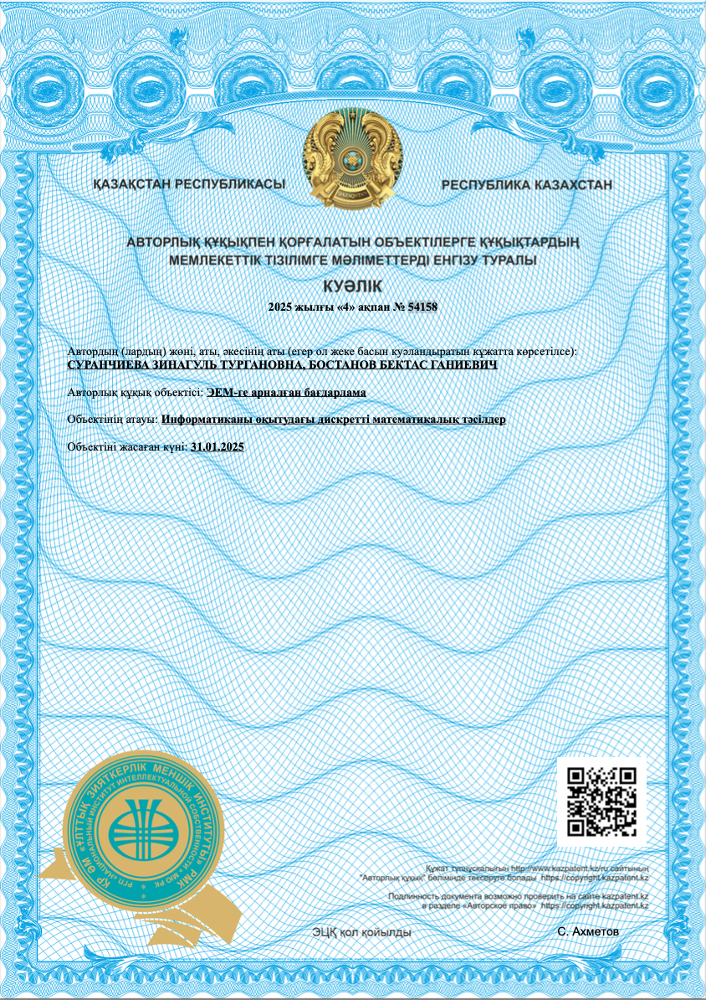 ҚАЗАҚСТАН РЕСПУБЛИКАСЫ
РЕСПУБЛИКА КАЗАХСТАН
АВТОРЛЫҚ ҚҰҚЫҚПЕН ҚОРҒАЛАТЫН ОБЪЕКТІЛЕРГЕ ҚҰҚЫҚТАРДЫҢ
МЕМЛЕКЕТТІК ТІЗІЛІМГЕ МӘЛІМЕТТЕРДІ ЕНГІЗУ ТУРАЛЫ
КУӘЛІК
2025 жылғы «4» ақпан № 54158
Автордың (лардың) жөні, аты, әкесінің аты (егер ол жеке басын куәландыратын құжатта көрсетілсе):
СУРАНЧИЕВА ЗИНАГУЛЬ ТУРГАНОВНА, БОСТАНОВ БЕКТАС ГАНИЕВИЧ
Авторлық құқық объектісі: ЭЕМ-ге арналған бағдарлама
Объектінің атауы: Информатиканы оқытудағы дискретті математикалық тәсілдер
Объектіні жасаған күні: 31.01.2025
ҚР ӘМ «ҰЛТТЫҚ ЗИЯТКЕРЛІК МЕНШІК ИНСТИТУТЫ» РМК
РГП «НАЦИОНАЛЬНЫЙ ИНСТИТУТ ИНТЕЛЛЕКТУАЛЬНОЙ СОБСТВЕННОСТИ» МЮ РК
Құжат түпнұсқалығын http://www.kazpatent.kz/ru сайтының
"Авторлық құқық" бөлімінде тексеруге болады https://copyright.kazpatent.kz
Подлинность документа возможно проверить на сайте kazpatent.kz
в разделе «Авторское право» https://copyright.kazpatent.kz
ЭЦҚ қол қойылды
С. Ахметов